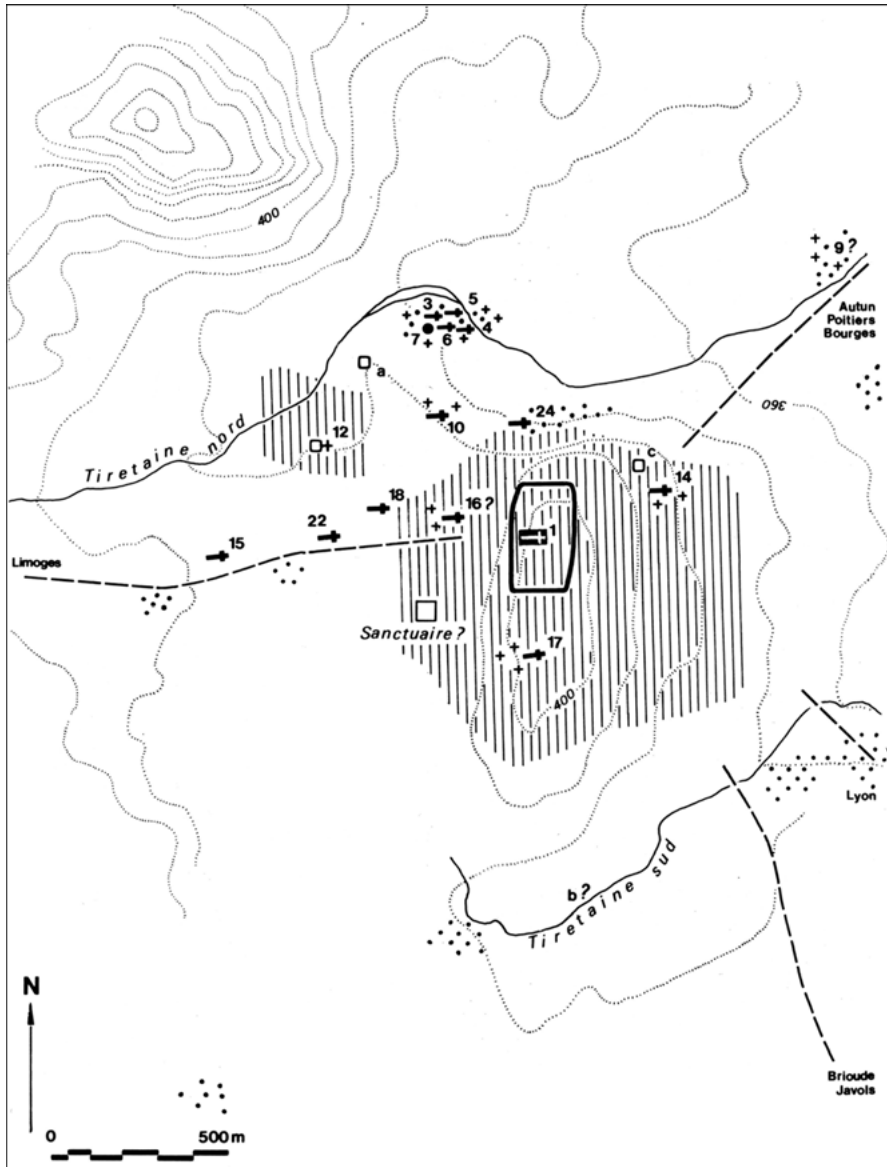 400
9?
Autun
Poitiers
Bourges
3
5
7
6
4
a
360
10
24
12
Tiretaine nord
c
14
18
16?
22
1
15
Limoges
Sanctuaire?
17
400
Lyon
b?
Tiretaine sud
N
Brioude
Javols
0
500 m